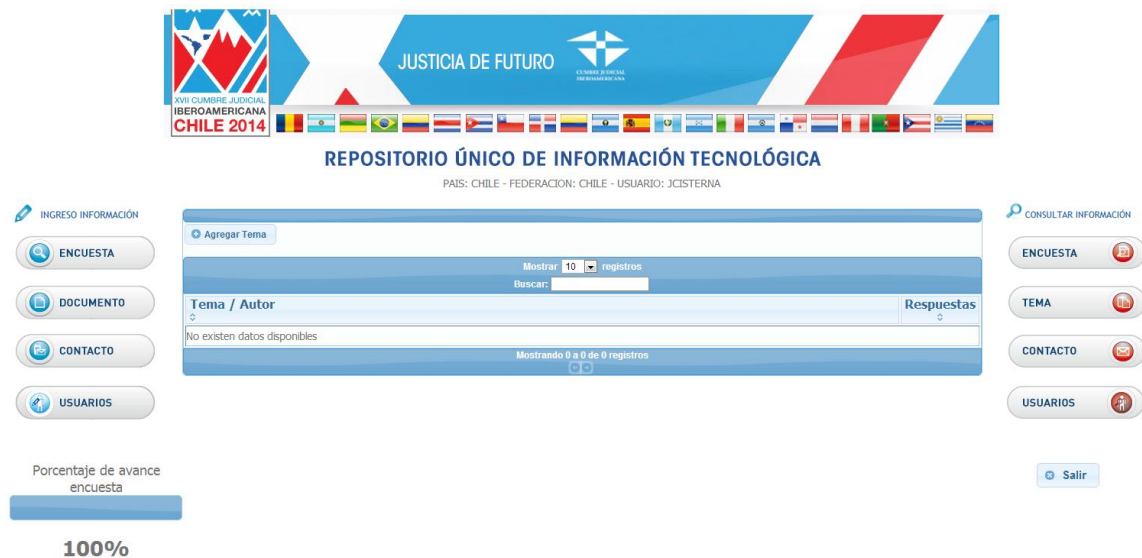 JUSTICIA DE FUTURO
CUMBRE JUDICIAL
IBEROAMERICANA
XVII CUMBRE JUDICIAL
IBEROAMERICANA
CHILE 2014
REPOSITORIO ÚNICO DE INFORMACIÓN TECNOLÓGICA
PAIS: CHILE - FEDERACION: CHILE - USUARIO: JCISTERNA
INGRESO INFORMACIÓN
ENCUESTA
DOCUMENTO
CONTACTO
USUARIOS
Porcentaje de avance
encuesta
100%
Agregar Tema
Mostrar 10 registros
Buscar:
Tema / Autor Respuestas
No existen datos disponibles
Mostrando 0 a 0 de 0 registros
CONSULTAR INFORMACIÓN
ENCUESTA
TEMA
CONTACTO
USUARIOS
Salir